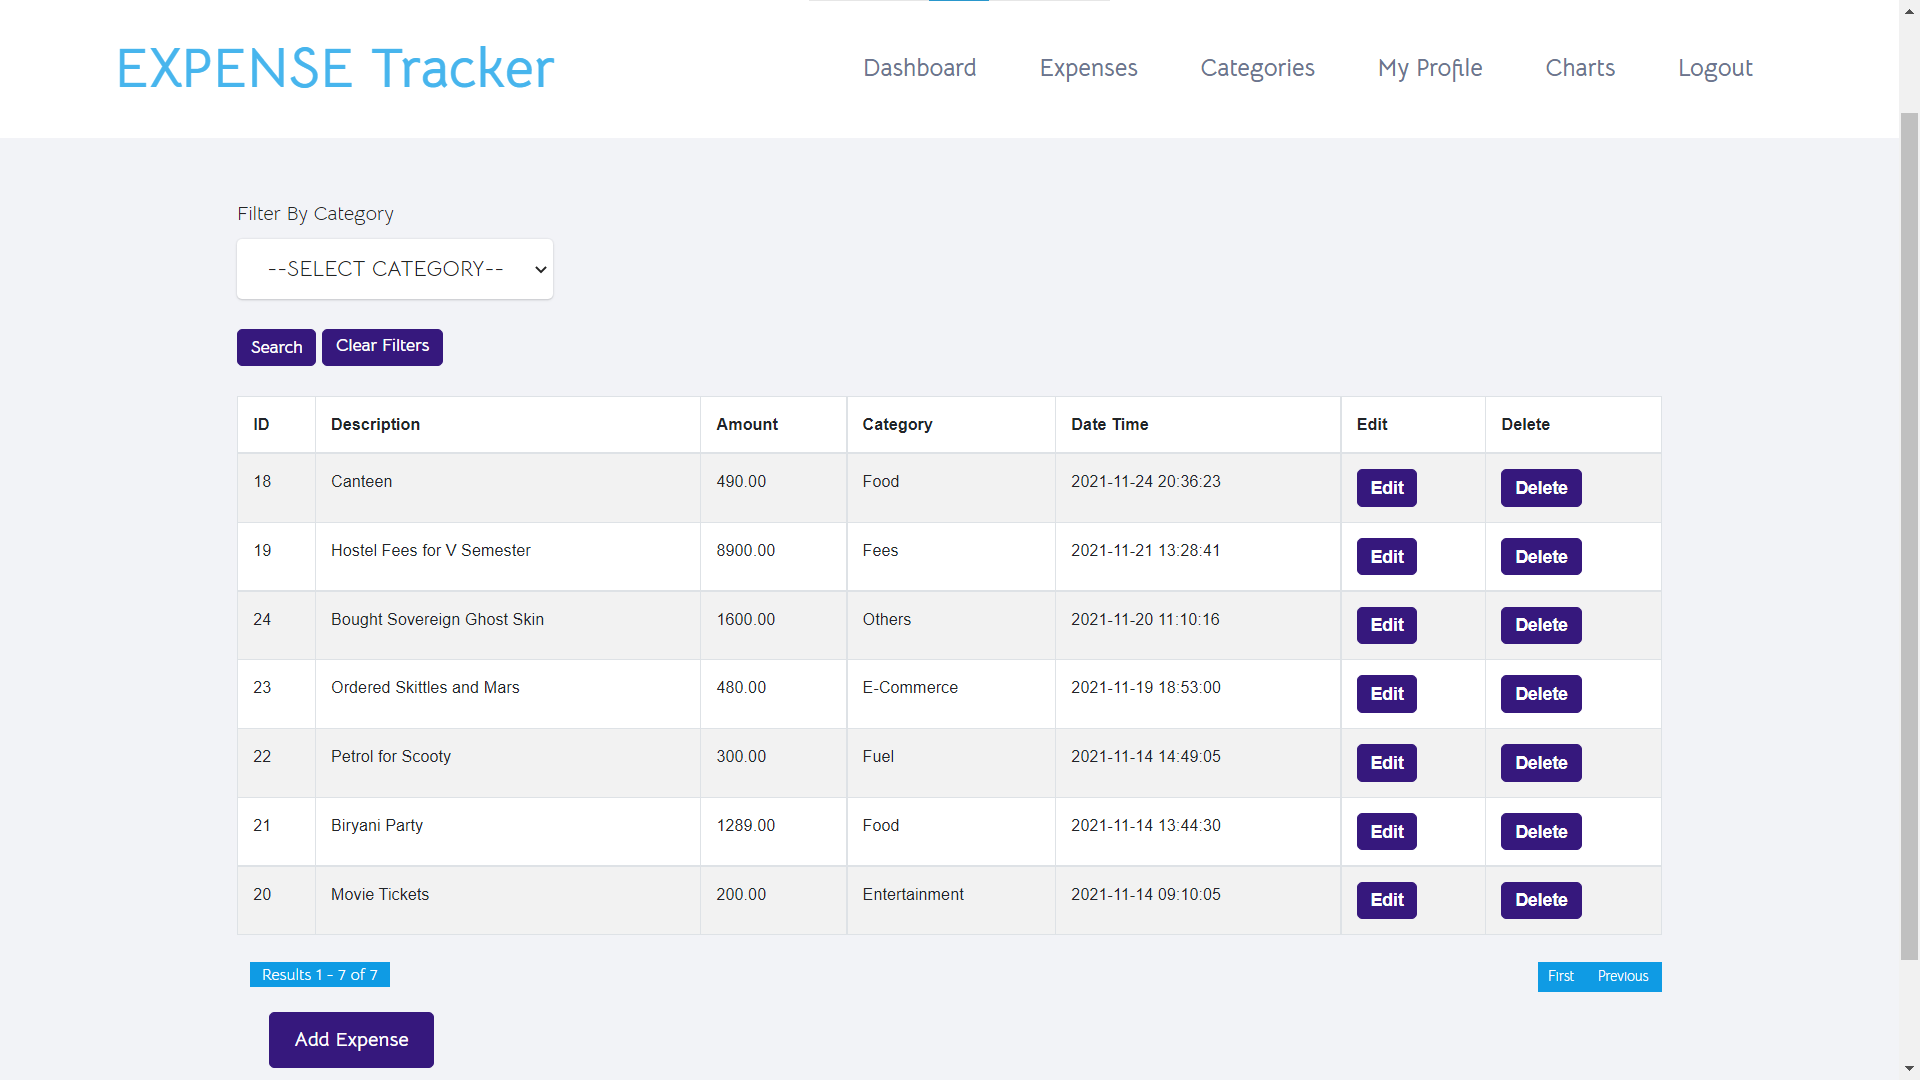 EXPENSE Tracker
Dashboard Expenses Categories My Profile Charts Logout
Filter By Category
--SELECT CATEGORY--
Search Clear Filters
ID Description Amount Category Date Time Edit Delete
18 Canteen 490.00 Food 2021-11-24 20:36:23 Edit Delete
19 Hostel Fees for V Semester 8900.00 Fees 2021-11-21 13:28:41 Edit Delete
24 Bought Sovereign Ghost Skin 1600.00 Others 2021-11-20 11:10:16 Edit Delete
23 Ordered Skittles and Mars 480.00 E-Commerce 2021-11-19 18:53:00 Edit Delete
22 Petrol for Scooty 300.00 Fuel 2021-11-14 14:49:05 Edit Delete
21 Biryani Party 1289.00 Food 2021-11-14 13:44:30 Edit Delete
20 Movie Tickets 200.00 Entertainment 2021-11-14 09:10:05 Edit Delete
Results 1 - 7 of 7 First Previous
Add Expense